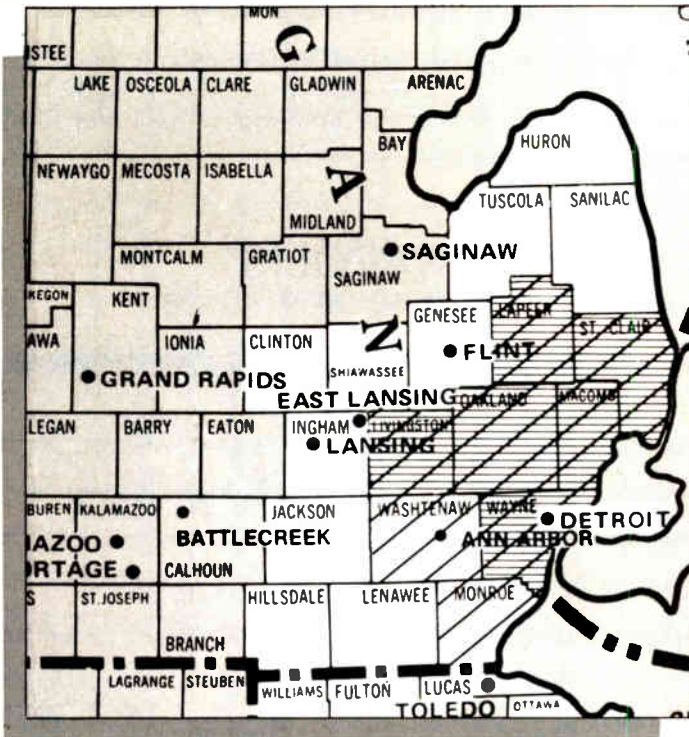 MON
ISTEE
G
LAKE OSCEOLA CLARE GLADWIN ARENAC
BAY
HURON
NEWAYGO MECOSTA ISABELLA
A
MIDLAND
TUSCOLA SANILAC
MONTCALM GRATIOT
SAGINAW
SAGINAW
KEGON
KENT
GENESEE
LAPEER
ST. CLAIR
AWA
IONIA
CLINTON
N
SHIAWASSEE
FLINT
GRAND RAPIDS
EAST LANSING
OAKLAND
MACOMB
LEGAN
BARRY
EATON
INGHAM
LIVINGSTON
LANSING
BUREN KALAMAZOO
JACKSON
WASHTENAW
WAYNE
DETROIT
BATTLECREEK
ANN ARBOR
AZOO
RTAGE
CALHOUN
S
ST. JOSEPH
HILLSDALE
LENAWEE
MONROE
BRANCH
LAGRANGE STEUBEN
WILLIAMS FULTON LUCAS
TOLEDO
OTTAWA